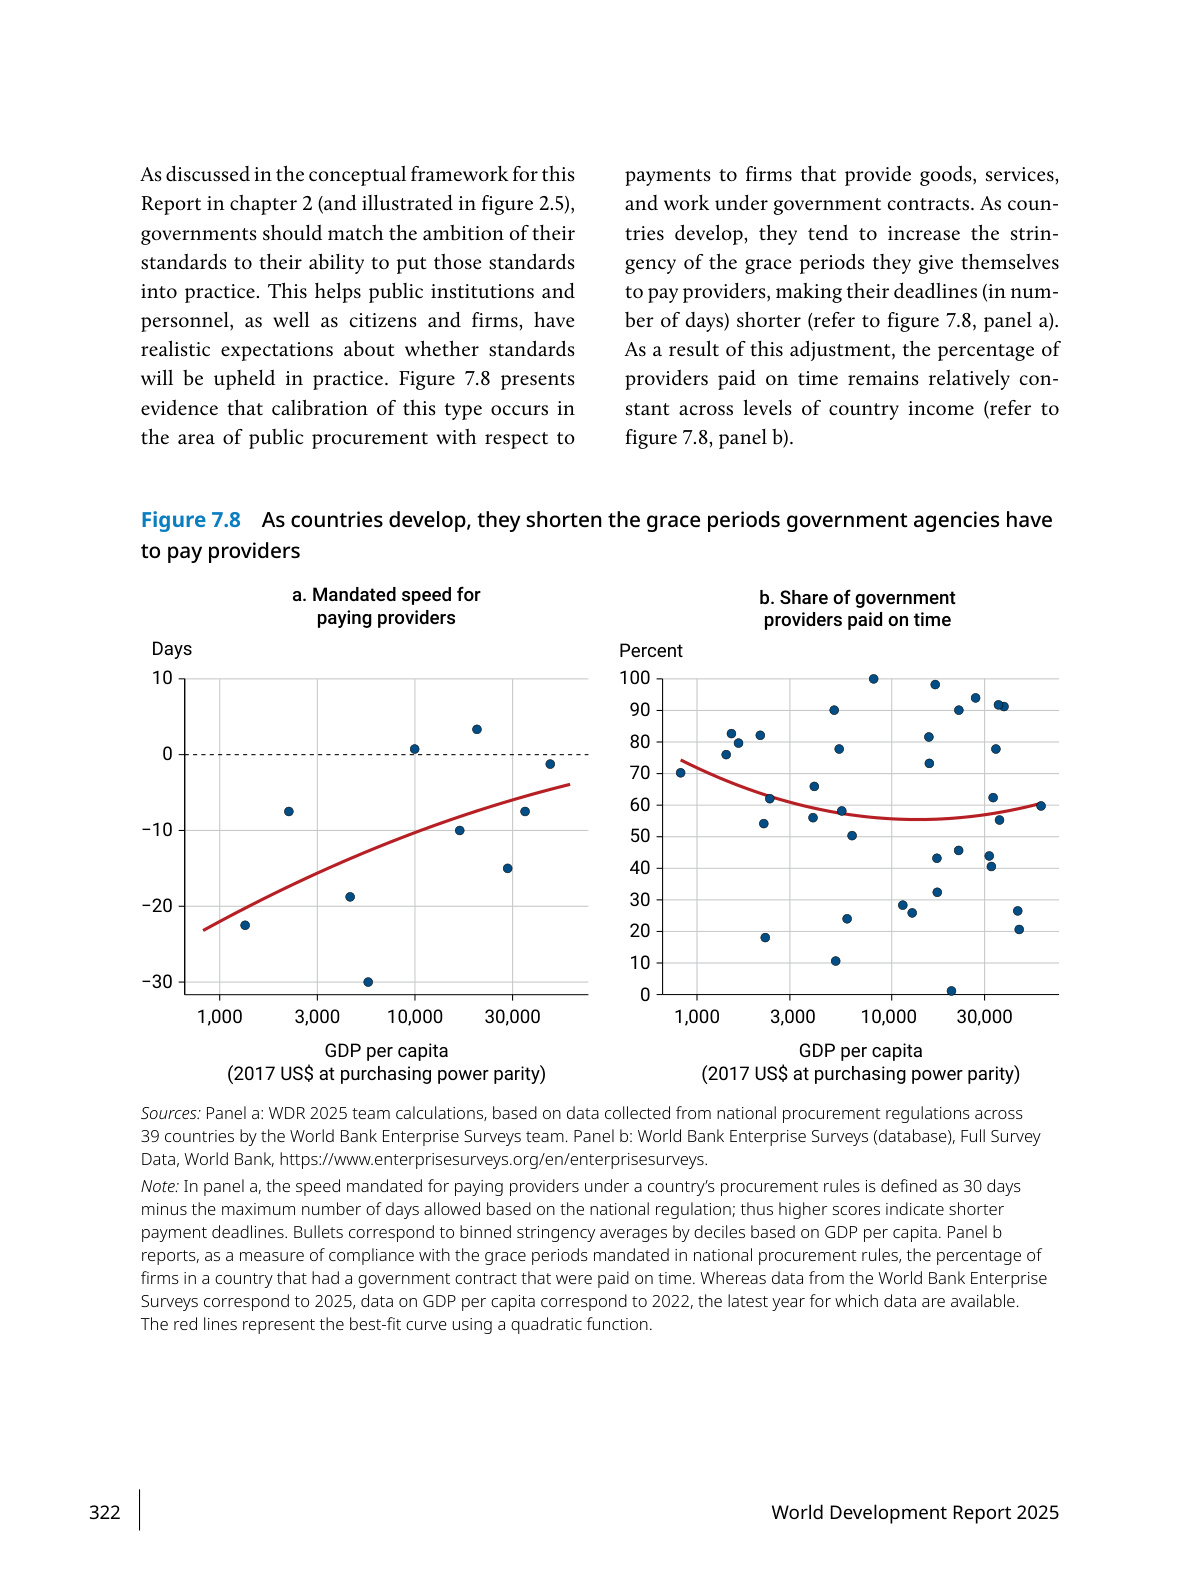 As discussed in the conceptual framework for this
Report in chapter 2 (and illustrated in figure 2.5),
governments should match the ambition of their
standards to their ability to put those standards
into practice. This helps public institutions and
personnel, as well as citizens and firms, have
realistic expectations about whether standards
will be upheld in practice. Figure 7.8 presents
evidence that calibration of this type occurs in
the area of public procurement with respect to
payments to firms that provide goods, services,
and work under government contracts. As coun-
tries develop, they tend to increase the strin-
gency of the grace periods they give themselves
to pay providers, making their deadlines (in num-
ber of days) shorter (refer to figure 7.8, panel a).
As a result of this adjustment, the percentage of
providers paid on time remains relatively con-
stant across levels of country income (refer to
figure 7.8, panel b).
Figure 7.8 As countries develop, they shorten the grace periods government agencies have
to pay providers
a. Mandated speed for
paying providers
Days
10
0
−10
−20
−30
1,000 3,000 10,000 30,000
GDP per capita
(2017 US$ at purchasing power parity)
b. Share of government
providers paid on time
Percent
100
90
80
70
60
50
40
30
20
10
0
1,000 3,000 10,000 30,000
GDP per capita
(2017 US$ at purchasing power parity)
Sources: Panel a: WDR 2025 team calculations, based on data collected from national procurement regulations across
39 countries by the World Bank Enterprise Surveys team. Panel b: World Bank Enterprise Surveys (database), Full Survey
Data, World Bank, https://www.enterprisesurveys.org/en/enterprisesurveys.
Note: In panel a, the speed mandated for paying providers under a country’s procurement rules is defined as 30 days
minus the maximum number of days allowed based on the national regulation; thus higher scores indicate shorter
payment deadlines. Bullets correspond to binned stringency averages by deciles based on GDP per capita. Panel b
reports, as a measure of compliance with the grace periods mandated in national procurement rules, the percentage of
firms in a country that had a government contract that were paid on time. Whereas data from the World Bank Enterprise
Surveys correspond to 2025, data on GDP per capita correspond to 2022, the latest year for which data are available.
The red lines represent the best-fit curve using a quadratic function.
322
World Development Report 2025